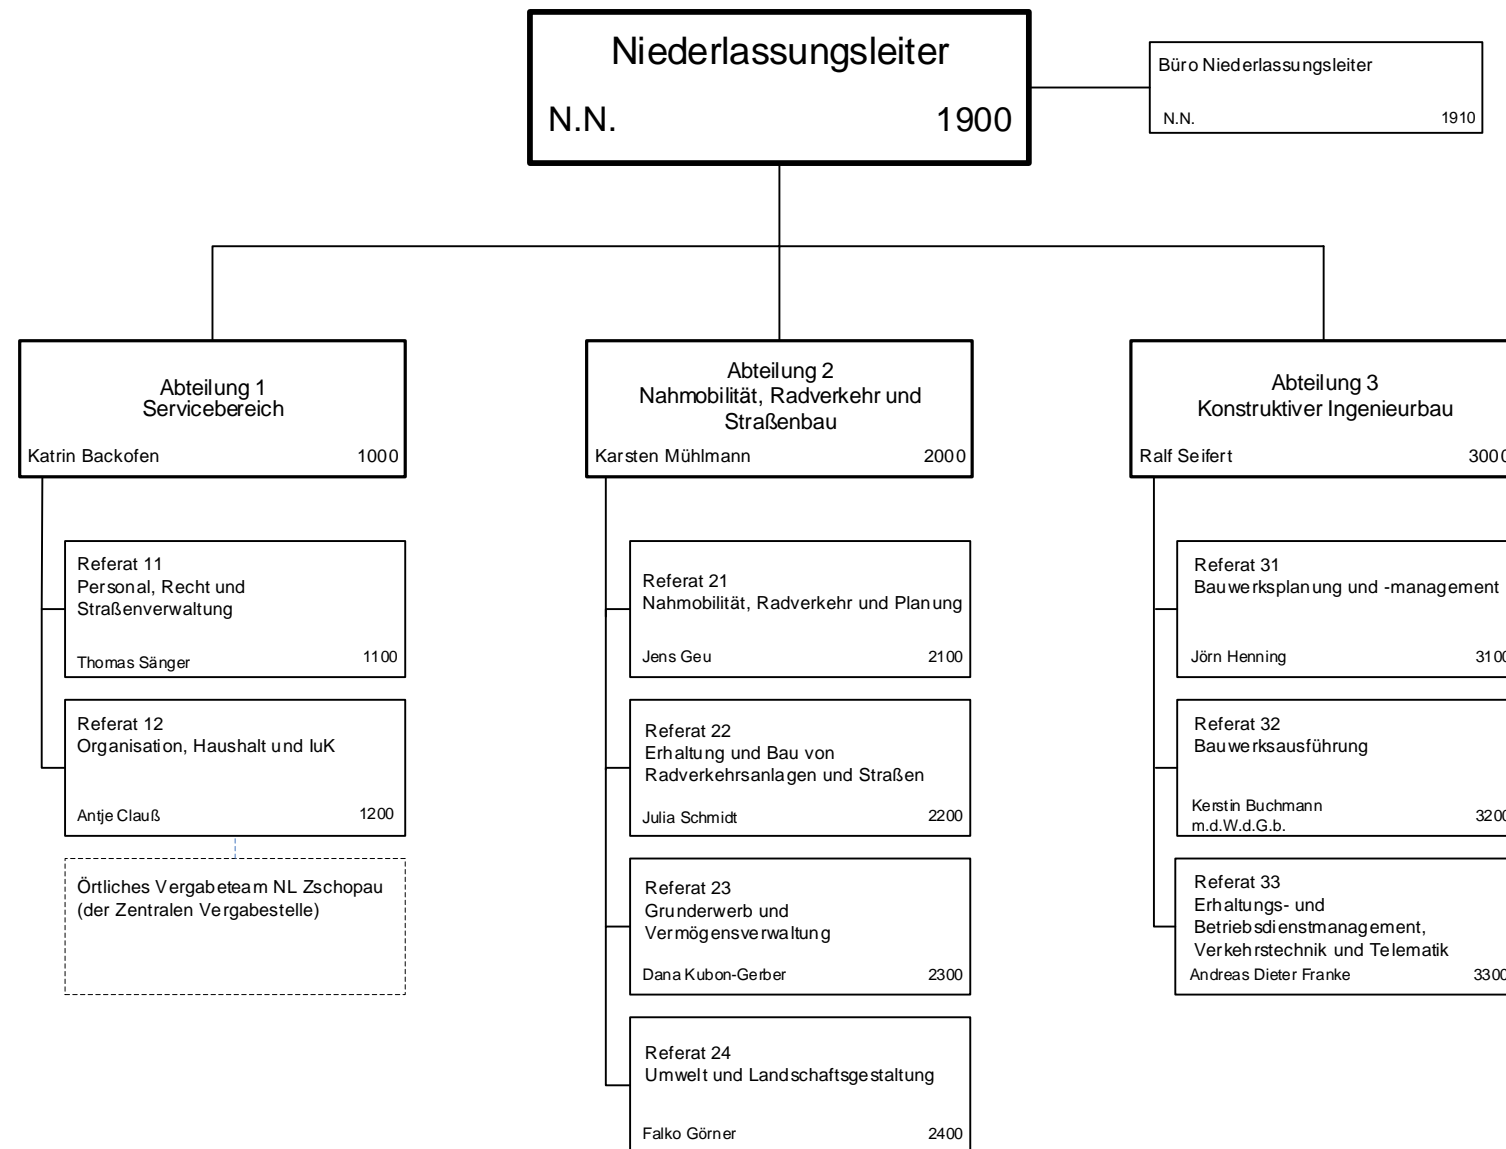 Niederlassungsleiter
N.N. 1900
Büro Niederlassungsleiter
N.N. 1910
Abteilung 1
Servicebereich
Katrin Backofen 1000
Abteilung 2
Nahmobilität, Radverkehr und
Straßenbau
Karsten Mühlmann 2000
Abteilung 3
Konstruktiver Ingenieurbau
Ralf Seifert 3000
Referat 11
Personal, Recht und
Straßenverwaltung
Thomas Sänger 1100
Referat 12
Organisation, Haushalt und IuK
Antje Clauß 1200
Örtliches Vergabeteam NL Zschopau
(der Zentralen Vergabestelle)
Referat 21
Nahmobilität, Radverkehr und Planung
Jens Geu 2100
Referat 22
Erhaltung und Bau von
Radverkehrsanlagen und Straßen
Julia Schmidt 2200
Referat 23
Grunderwerb und
Vermögensverwaltung
Dana Kubon-Gerber 2300
Referat 24
Umwelt und Landschaftsgestaltung
Falko Görner 2400
Referat 31
Bauwerksplanung und -management
Jörn Henning 3100
Referat 32
Bauwerksausführung
Kerstin Buchmann
m.d.W.d.G.b. 3200
Referat 33
Erhaltungs- und
Betriebsdienstmanagement,
Verkehrstechnik und Telematik
Andreas Dieter Franke 3300